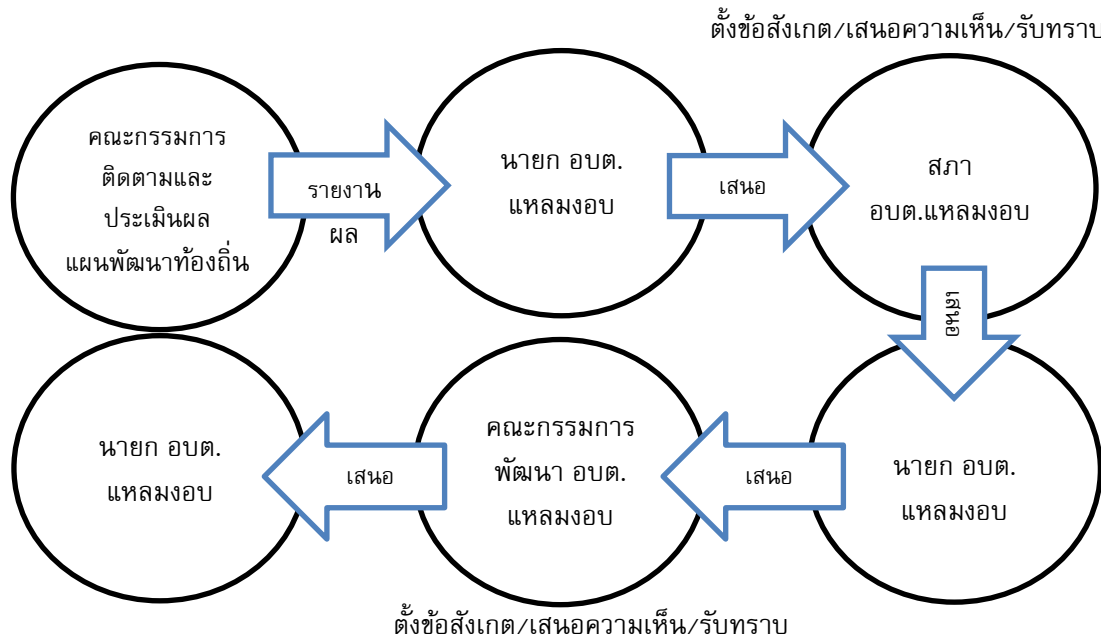 ตั้งข้อสังเกต/เสนอความเห็น/รับทราบ
คณะกรรมการ
ติดตามและ
ประเมินผล
แผนพัฒนาท้องถิ่น
รายงาน
ผล
นายก อบต.
แหลมงอบ
เสนอ
สภา
อบต.แหลมงอบ
เสนอ
นายก อบต.
แหลมงอบ
เสนอ
คณะกรรมการ
พัฒนา อบต.
แหลมงอบ
เสนอ
นายก อบต.
แหลมงอบ
ตั้งข้อสังเกต/เสนอความเห็น/รับทราบ